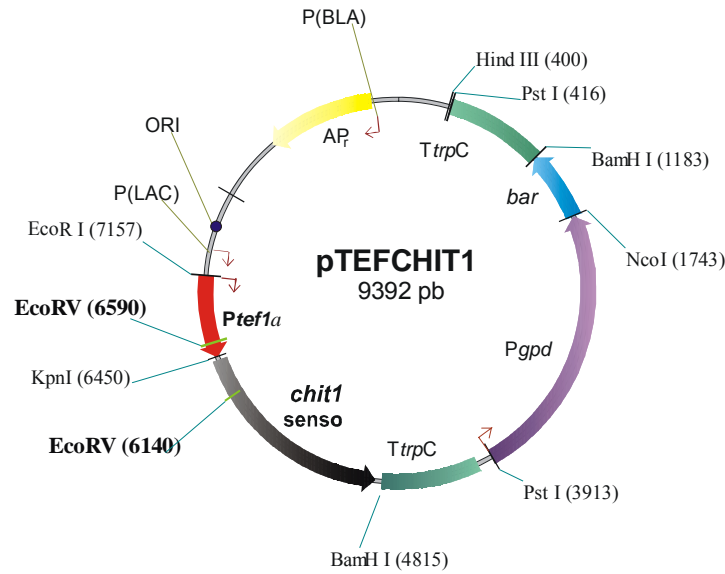 P(BLA)
Hind III (400)
Pst I (416)
ORI
APr
TtrpC
BamH I (1183)
bar
P(LAC)
EcoR I (7157)
pTEFCHIT1
9392 pb
NcoI (1743)
EcoRV (6590)
Ptef1a
Pgpd
KpnI (6450)
chit1
senso
EcoRV (6140)
TtrpC
Pst I (3913)
BamH I (4815)